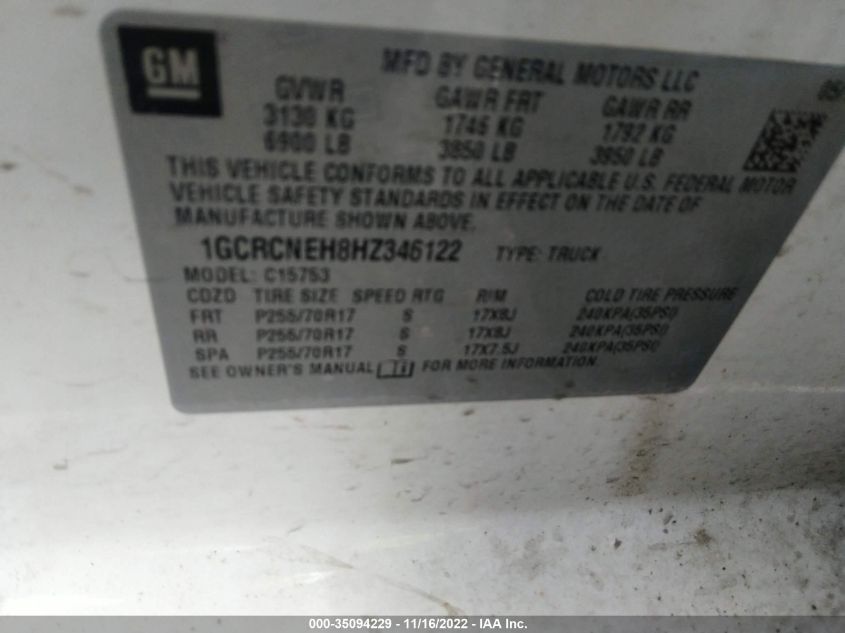 GM
MFD BY GENERAL MOTORS LLC
GVWR GAWR FRT GAWR RR
3130 KG 1746 KG 1792 KG
6900 LB 3850 LB 3950 LB
THIS VEHICLE CONFORMS TO ALL APPLICABLE U.S. FEDERAL MOTOR
VEHICLE SAFETY STANDARDS IN EFFECT ON THE DATE OF
MANUFACTURE SHOWN ABOVE.
1GCRCNEH8HZ346122 TYPE: TRUCK
MODEL: C15753
COZD TIRE SIZE SPEED RTG RIM COLD TIRE PRESSURE
FRT P255/70R17 S 17X8J 240KPA(35PSI)
RR P255/70R17 S 17X8J 240KPA(35PSI)
SPA P255/70R17 S 17X7.5J 240KPA(35PSI)
SEE OWNER'S MANUAL FOR MORE INFORMATION.
000-35094229 - 11/16/2022 - IAA Inc.